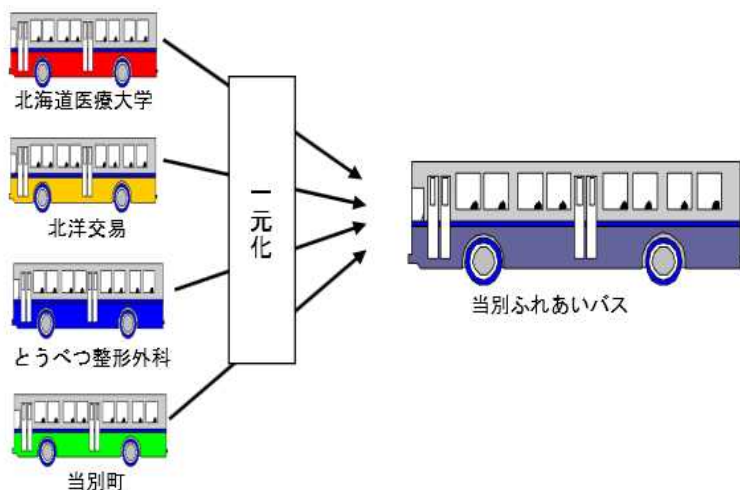 北海道医療大学
北洋交易
とうべつ整形外科
当別町
一元化
当別ふれあいバス